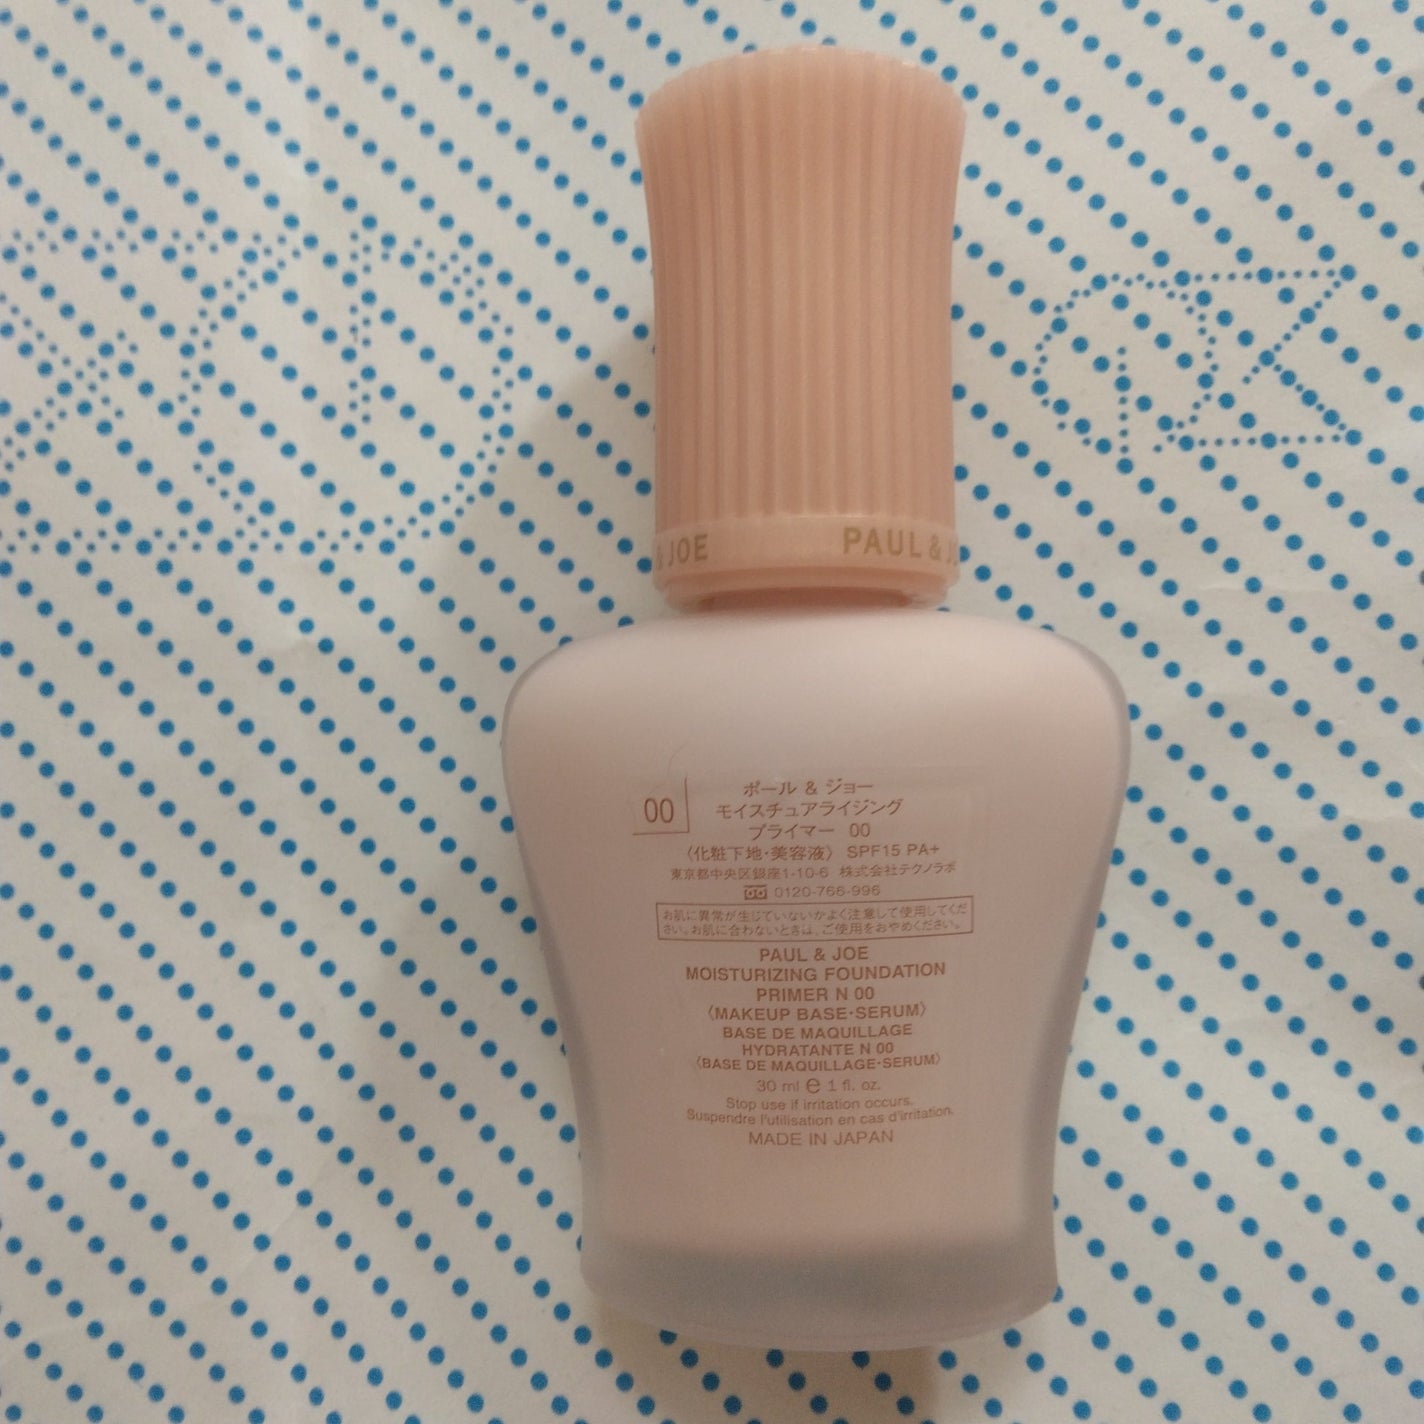 & JOE
PAUL & JO
00
ポール & ジョー
モイスチュアライジング
プライマー 00
〈化粧下地・美容液〉 SPF15 PA+
東京都中央区銀座1-10-6 株式会社テクノラボ
0120-766-996
お肌に異常が生じていないかよく注意して使用してくだ
さい。お肌に合わないときは、ご使用をおやめください。
PAUL & JOE
MOISTURIZING FOUNDATION
PRIMER N 00
〈MAKEUP BASE·SERUM〉
BASE DE MAQUILLAGE
HYDRATANTE N 00
〈BASE DE MAQUILLAGE·SERUM〉
30 ml ℮ 1 fl. oz.
Stop use if irritation occurs.
Suspendre l'utilisation en cas d'irritation.
MADE IN JAPAN